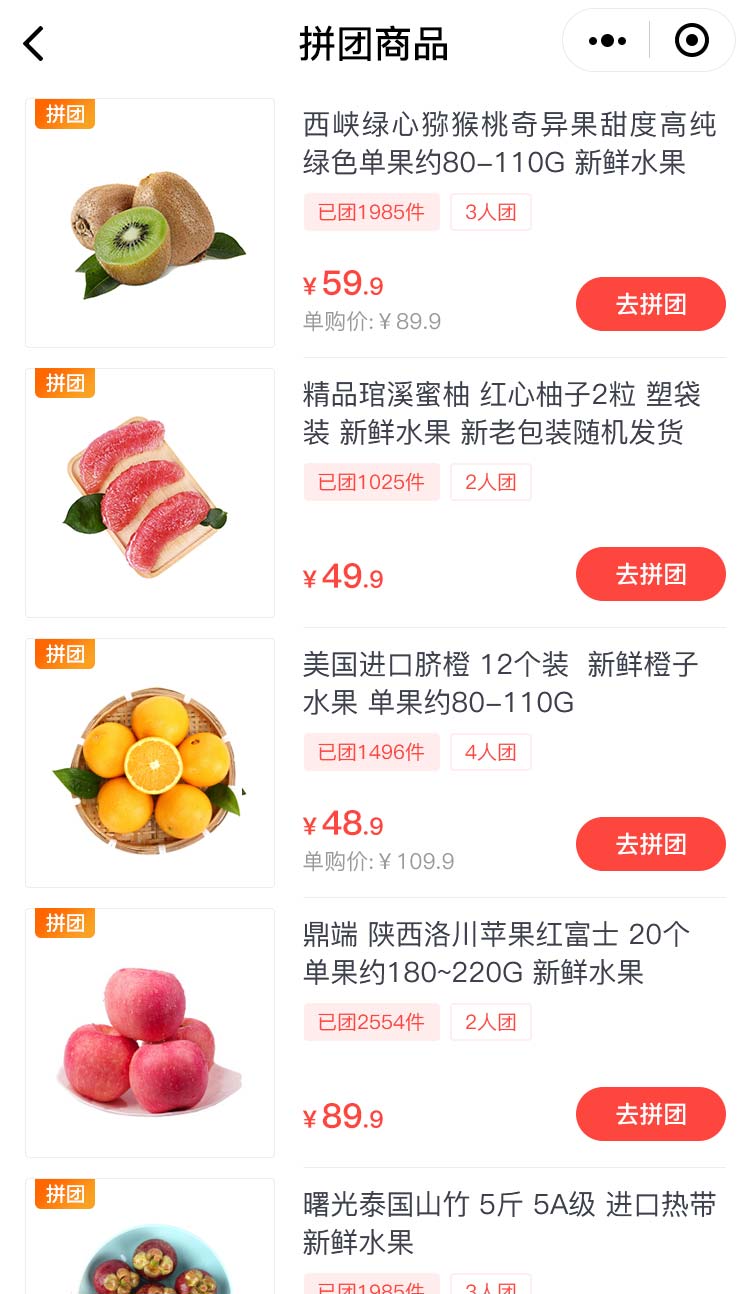 拼团商品
拼团
西峡绿心猕猴桃奇异果甜度高纯
绿色单果约80-110G 新鲜水果
已团1985件 3人团
¥59.9
单购价:¥89.9
去拼团
拼团
精品琯溪蜜柚 红心柚子2粒 塑袋
装 新鲜水果 新老包装随机发货
已团1025件 2人团
¥49.9
去拼团
拼团
美国进口脐橙 12个装  新鲜橙子
水果 单果约80-110G
已团1496件 4人团
¥48.9
单购价:¥109.9
去拼团
拼团
鼎端 陕西洛川苹果红富士 20个
单果约180~220G 新鲜水果
已团2554件 2人团
¥89.9
去拼团
拼团
曙光泰国山竹 5斤 5A级 进口热带
新鲜水果
已团1985件 3人团